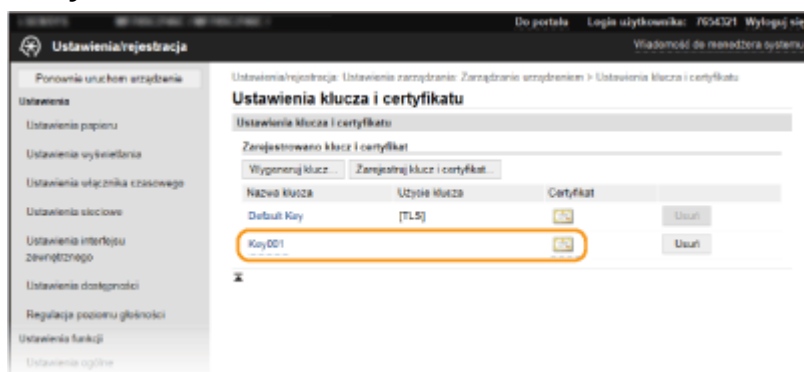 Do portalu Login użytkownika: 7654321 Wyloguj się
Ustawienia/rejestracja
Wiadomość do menedżera systemu
Ponownie uruchom urządzenie
Ustawienia
Ustawienia papieru
Ustawienia wyświetlania
Ustawienia włącznika czasowego
Ustawienia sieciowe
Ustawienia interfejsu
zewnętrznego
Ustawienia dostępności
Regulacja poziomu głośności
Ustawienia funkcji
Ustawienia ogólne
Ustawienia/rejestracja: Ustawienia zarządzania: Zarządzanie urządzeniem > Ustawienia klucza i certyfikatu
Ustawienia klucza i certyfikatu
Ustawienia klucza i certyfikatu
Zarejestrowano klucz i certyfikat
Wygeneruj klucz... Zarejestruj klucz i certyfikat...
Nazwa klucza Użycie klucza Certyfikat
Default Key [TLS] Usuń
Key001 Usuń